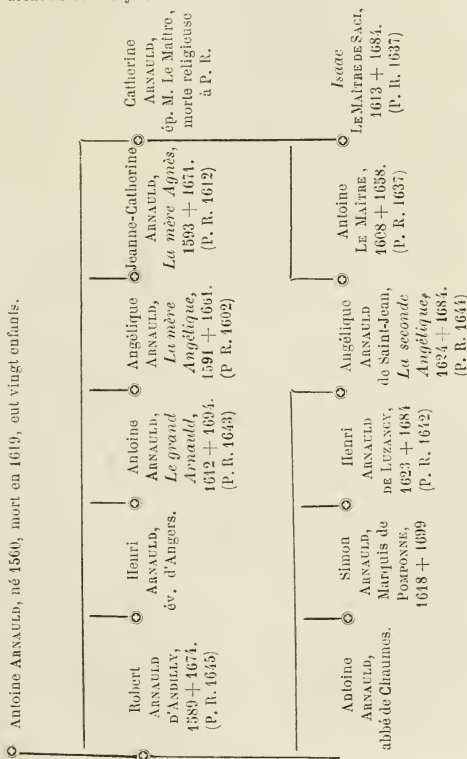 Antoine ARNAULD, né 1560, mort en 1619, eut vingt enfants.
Robert
ARNAULD
D'ANDILLY,
1589 + 1674.
(P. R. 1645)
Henri
ARNAULD,
év. d'Angers.
Antoine
ARNAULD,
Le grand
Arnauld,
1612 + 1694.
(P. R. 1643)
Angélique
ARNAULD,
La mère
Angélique,
1591 + 1661.
(P R. 1602)
Jeanne-Catherine
ARNAULD,
La mère Agnès,
1593 + 1671.
(P. R. 1612)
Catherine
ARNAULD,
ép. M. Le Maître,
morte religieuse
à P. R.
Antoine
ARNAULD,
abbé de Chaumes.
Simon
ARNAULD,
Marquis de
POMPONNE,
1618 + 1699
Henri
ARNAULD
DE LUZANCY,
1623 + 1684
(P. R. 1642)
Angélique
ARNAULD
de Saint-Jean,
La seconde
Angélique,
1624 + 1684.
(P. R. 1641)
Antoine
LE MAÎTRE,
1608 + 1658.
(P. R. 1637)
Isaac
LE MAÎTRE DE SACI,
1613 + 1684.
(P. R. 1637)